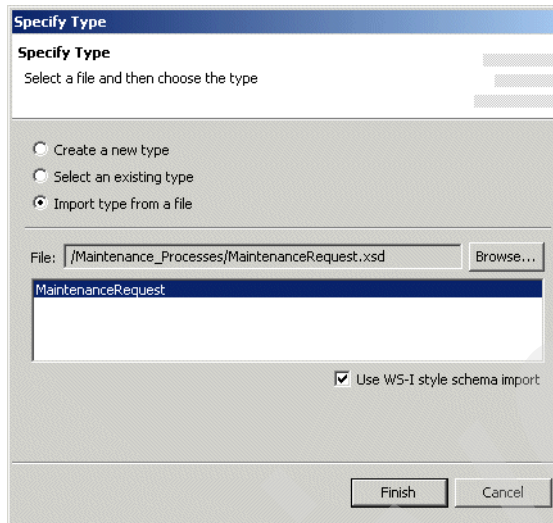 Specify Type
Specify Type
Select a file and then choose the type
Create a new type
Select an existing type
Import type from a file
File: /Maintenance_Processes/MaintenanceRequest.xsd Browse...
MaintenanceRequest
Use WS-I style schema import
Finish Cancel